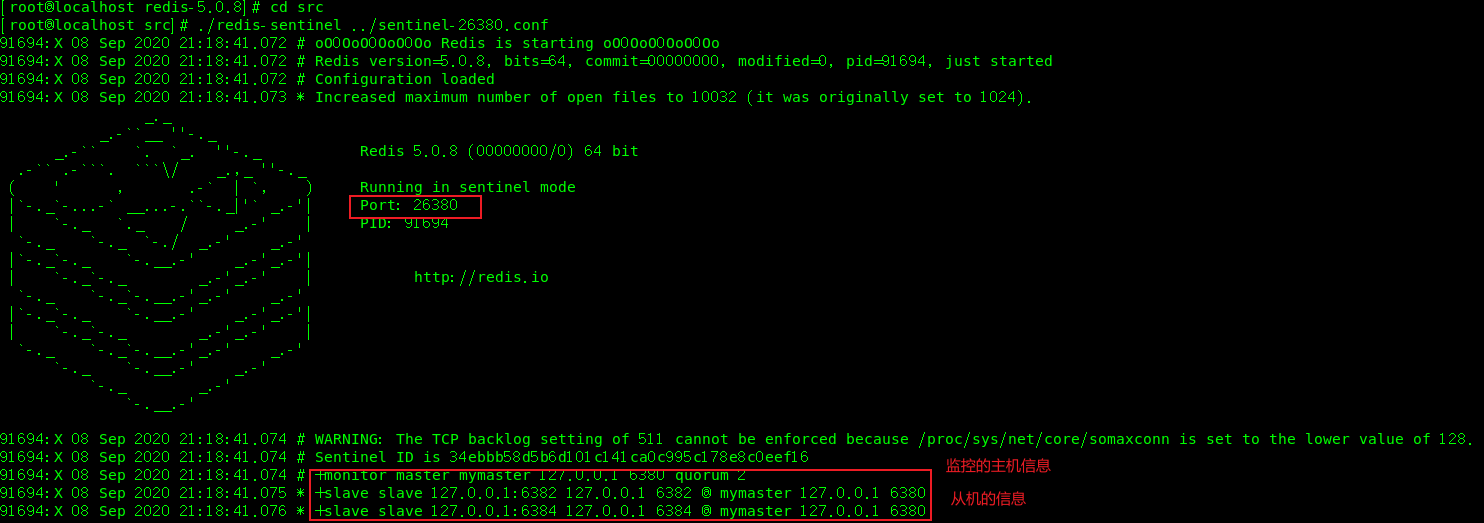 [root@localhost redis-5.0.8]# cd src
[root@localhost src]# ./redis-sentinel ../sentinel-26380.conf
91694:X 08 Sep 2020 21:18:41.072 # oO0OoO0OoO0Oo Redis is starting oO0OoO0OoO0Oo
91694:X 08 Sep 2020 21:18:41.072 # Redis version=5.0.8, bits=64, commit=00000000, modified=0, pid=91694, just started
91694:X 08 Sep 2020 21:18:41.072 # Configuration loaded
91694:X 08 Sep 2020 21:18:41.073 * Increased maximum number of open files to 10032 (it was originally set to 1024).
Redis 5.0.8 (00000000/0) 64 bit
Running in sentinel mode
Port: 26380
PID: 91694
http://redis.io
91694:X 08 Sep 2020 21:18:41.074 # WARNING: The TCP backlog setting of 511 cannot be enforced because /proc/sys/net/core/somaxconn is set to the lower value of 128.
91694:X 08 Sep 2020 21:18:41.074 # Sentinel ID is 34ebbb58d5b6d101c141ca0c995c178e8c0eef16
监控的主机信息
91694:X 08 Sep 2020 21:18:41.074 # +monitor master mymaster 127.0.0.1 6380 quorum 2
91694:X 08 Sep 2020 21:18:41.075 * +slave slave 127.0.0.1:6382 127.0.0.1 6382 @ mymaster 127.0.0.1 6380
从机的信息
91694:X 08 Sep 2020 21:18:41.076 * +slave slave 127.0.0.1:6384 127.0.0.1 6384 @ mymaster 127.0.0.1 6380